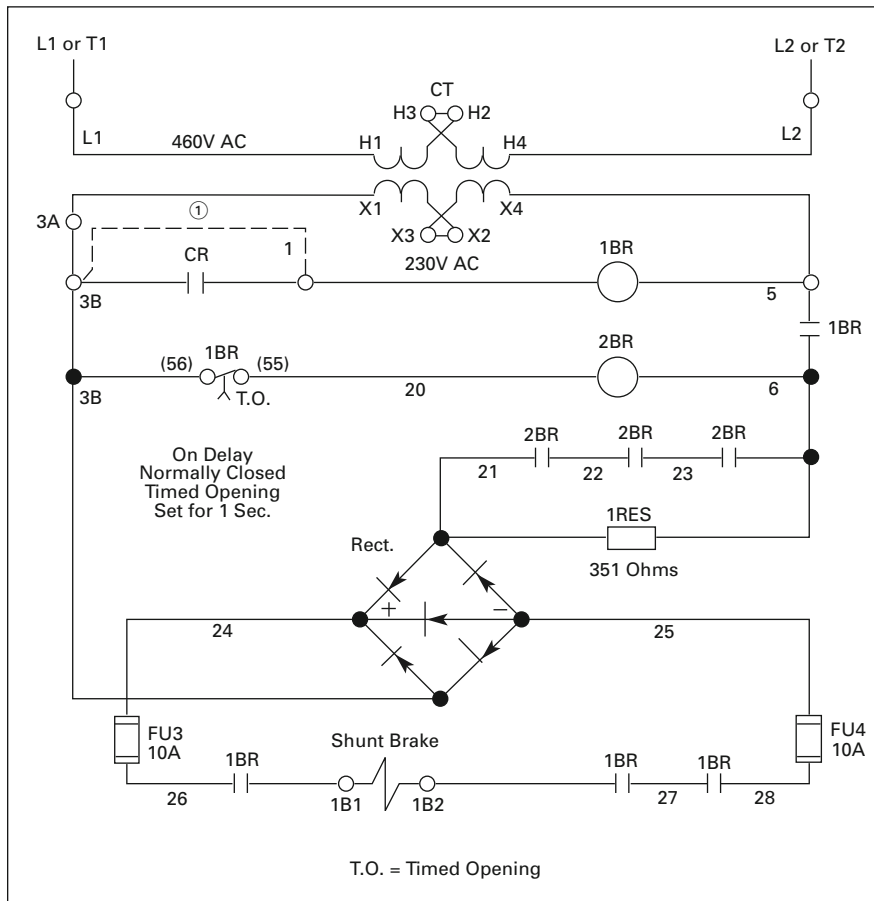 L1 or T1
L2 or T2
CT
H3 H2
L1
460V AC
H1
H4
L2
X1
X4
3A
①
X3 X2
CR
1
230V AC
1BR
3B
5
1BR
1BR
2BR
(56)
(55)
3B
T.O.
20
6
2BR
2BR
2BR
On Delay
Normally Closed
Timed Opening
Set for 1 Sec.
21
22
23
1RES
Rect.
351 Ohms
+
−
24
25
FU3
10A
Shunt Brake
FU4
10A
1BR
1BR
1BR
26
1B1
1B2
27
28
T.O. = Timed Opening